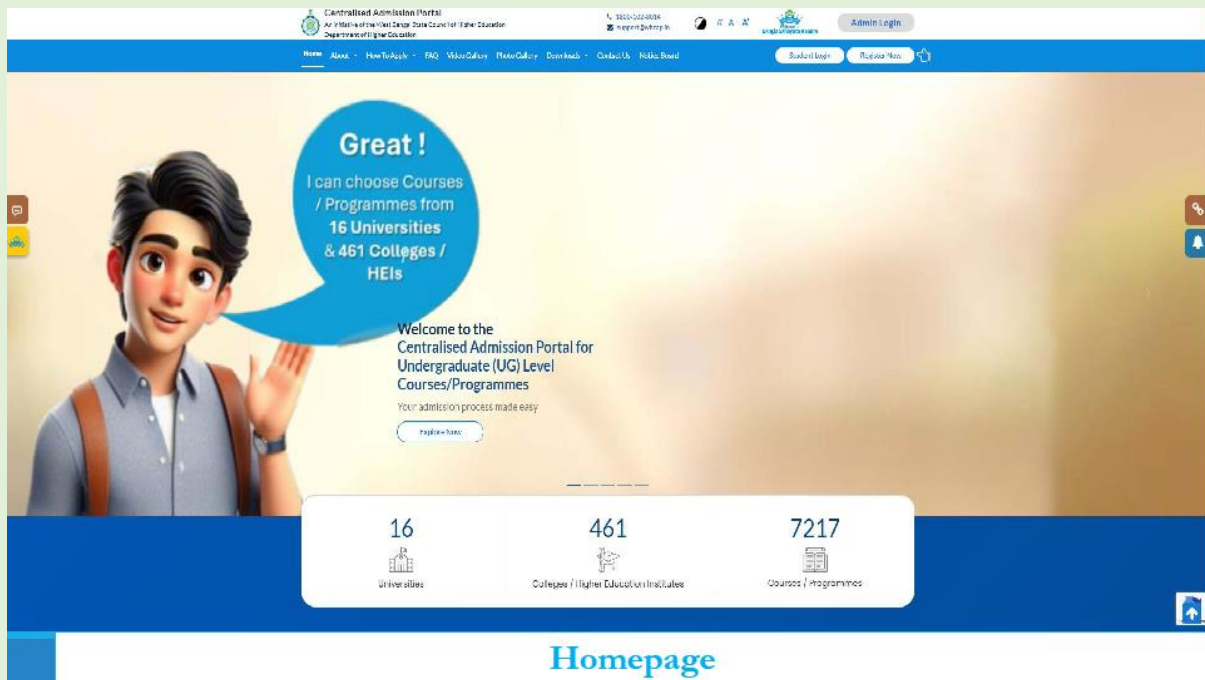 Centralised Admission Portal
An Initiative of the West Bengal State Council of Higher Education
Department of Higher Education
support@wbcap.in
A A A
Admin Login
Home About How To Apply FAQ Video Gallery Photo Gallery Downloads Contact Us Notice Board
Student Login Register Now
Great !
I can choose Courses
/ Programmes from
16 Universities
& 461 Colleges /
HEIs
Welcome to the
Centralised Admission Portal for
Undergraduate (UG) Level
Courses/Programmes
Your admission process made easy
Explore Now
16 461 7217
Universities Colleges / Higher Education Institutes Courses / Programmes
Homepage